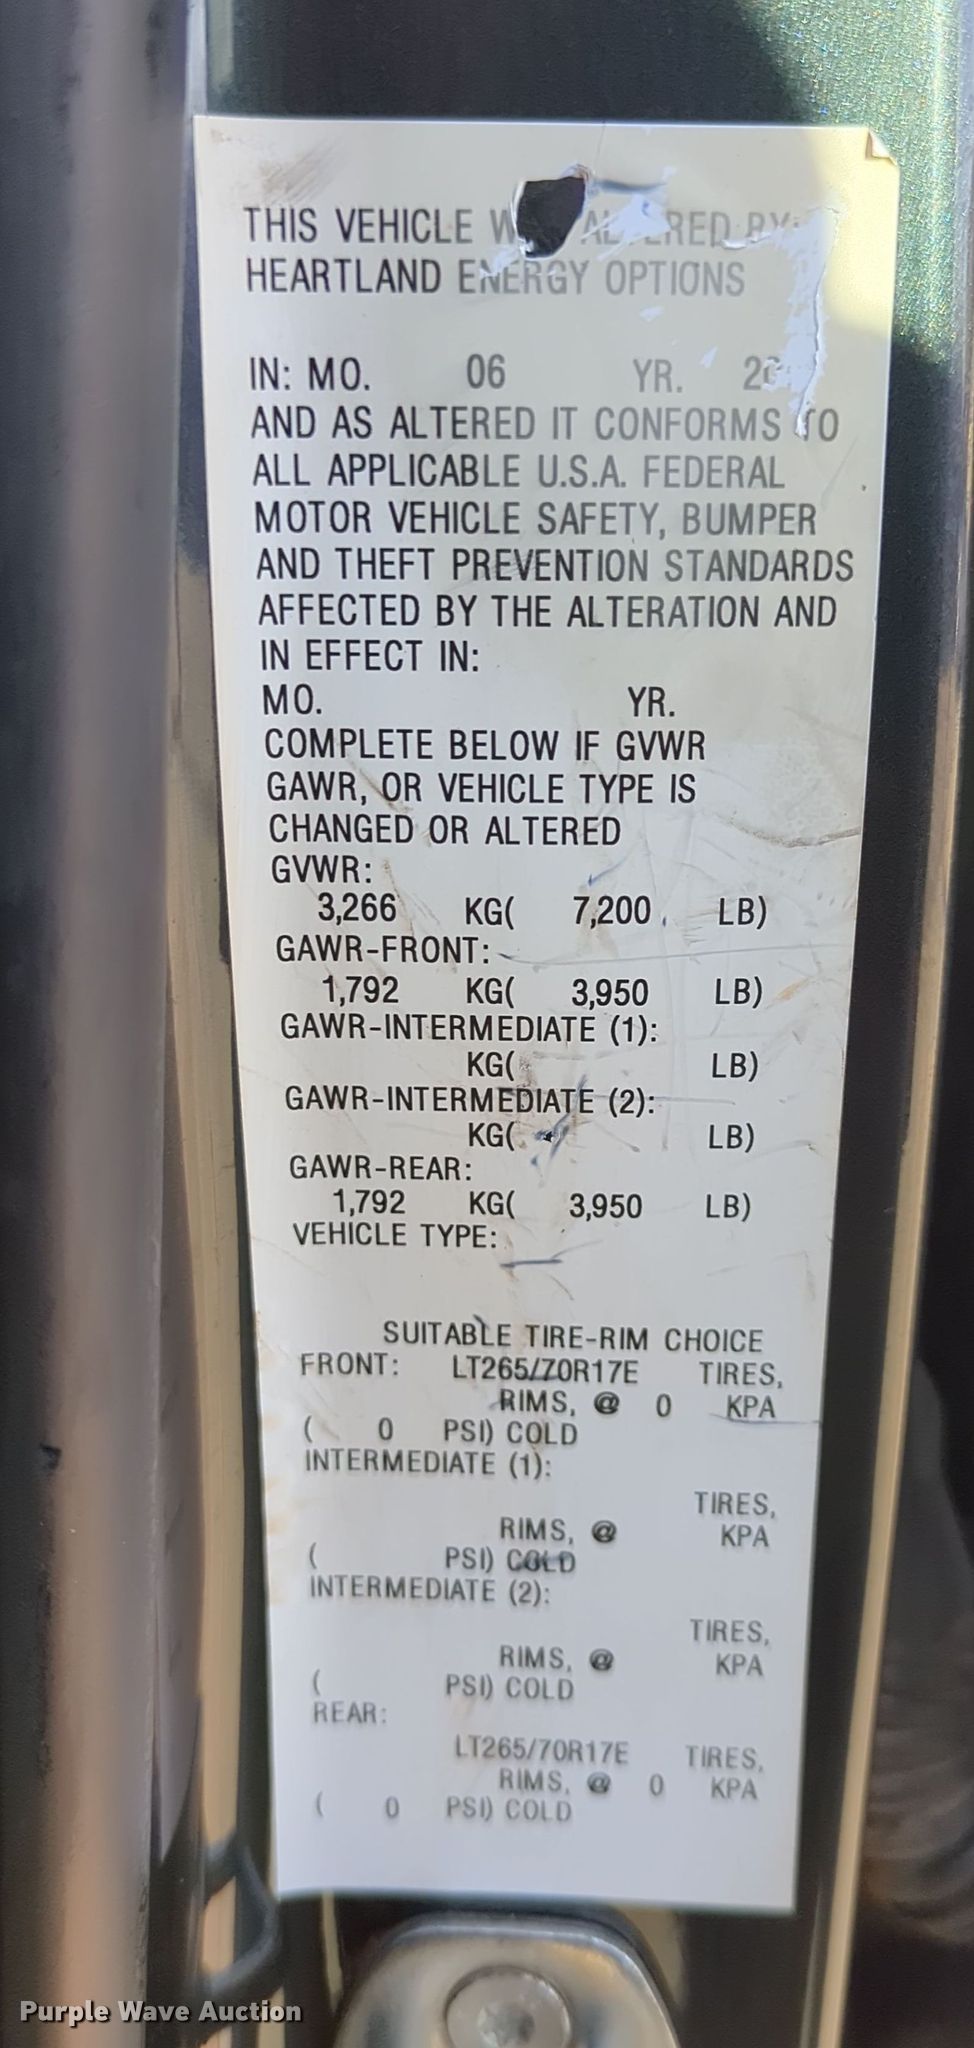 THIS VEHICLE BY:
HEARTLAND ENERGY OPTIONS
IN: MO. 06 YR.
AND AS ALTERED IT CONFORMS TO
ALL APPLICABLE U.S.A. FEDERAL
MOTOR VEHICLE SAFETY, BUMPER
AND THEFT PREVENTION STANDARDS
AFFECTED BY THE ALTERATION AND
IN EFFECT IN:
MO. YR.
COMPLETE BELOW IF GVWR
GAWR, OR VEHICLE TYPE IS
CHANGED OR ALTERED
GVWR:
3,266 KG( 7,200 LB)
GAWR-FRONT:
1,792 KG( 3,950 LB)
GAWR-INTERMEDIATE (1):
KG( LB)
GAWR-INTERMEDIATE (2):
KG( LB)
GAWR-REAR:
1,792 KG( 3,950 LB)
VEHICLE TYPE:
SUITABLE TIRE-RIM CHOICE
FRONT: LT265/70R17E TIRES,
RIMS, @ 0 KPA
( 0 PSI) COLD
INTERMEDIATE (1):
TIRES,
RIMS, @ KPA
( PSI) COLD
INTERMEDIATE (2):
TIRES,
RIMS, @ KPA
( PSI) COLD
REAR:
LT265/70R17E TIRES,
RIMS, @ 0 KPA
( 0 PSI) COLD
Purple Wave Auction